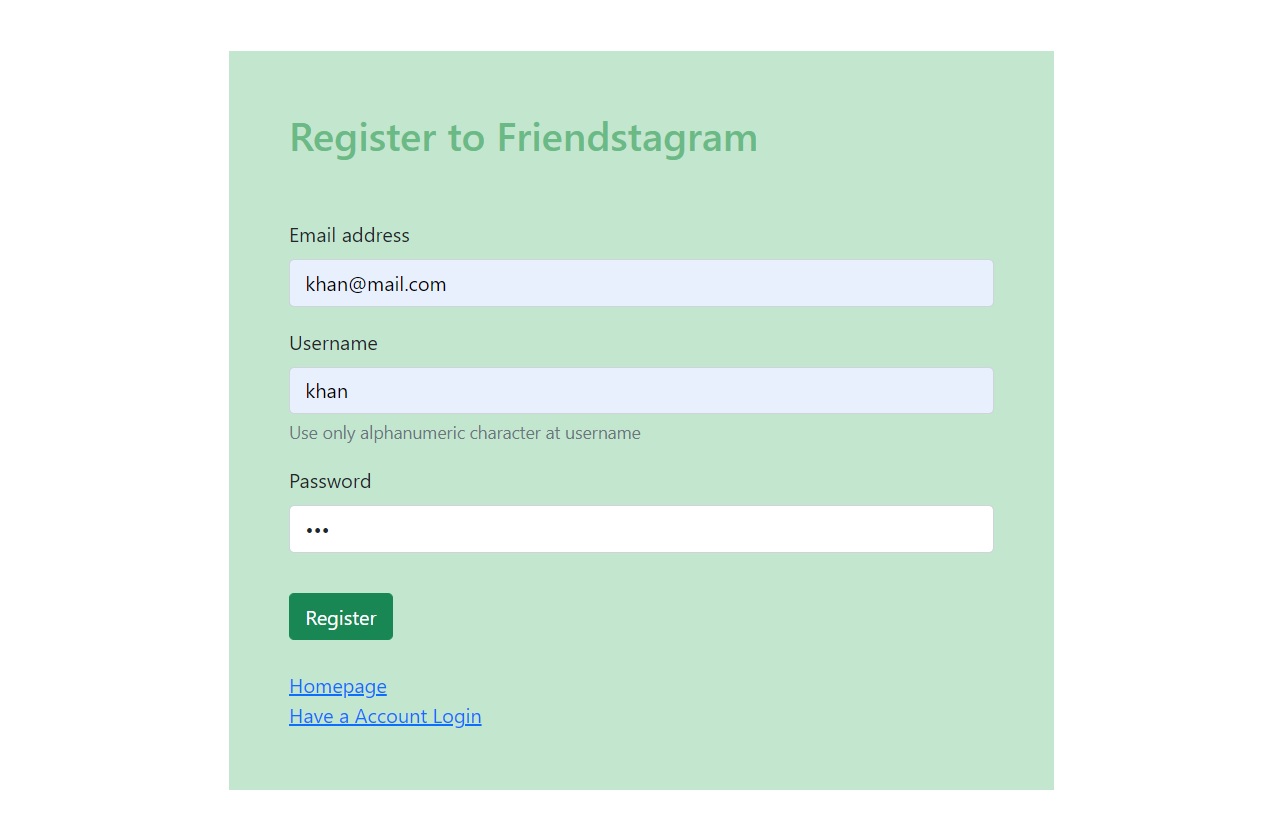 Register to Friendstagram
Email address
khan@mail.com
Username
khan
Use only alphanumeric character at username
Password
•••
Register
Homepage
Have a Account Login